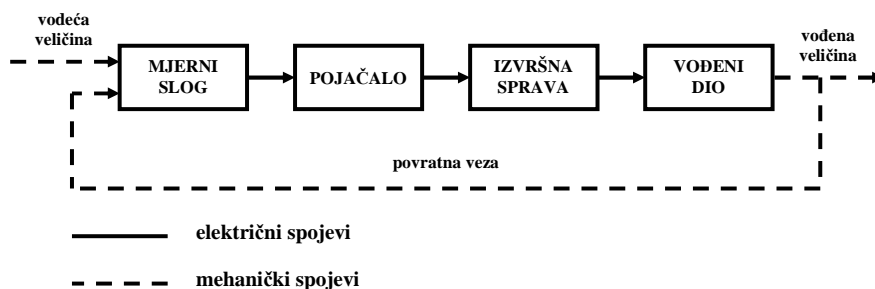 vodeća
veličina
MJERNI
SLOG
POJAČALO
IZVRŠNA
SPRAVA
VOĐENI
DIO
vođena
veličina
povratna veza
električni spojevi
mehanički spojevi